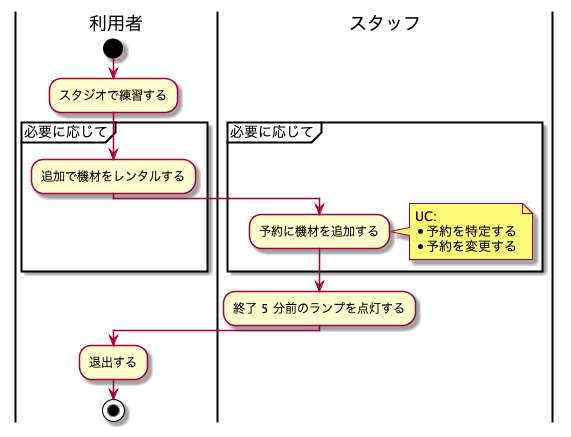 利用者
スタッフ
スタジオで練習する
必要に応じて
必要に応じて
追加で機材をレンタルする
予約に機材を追加する
UC:
•予約を特定する
•予約を変更する
終了 5 分前のランプを点灯する
退出する